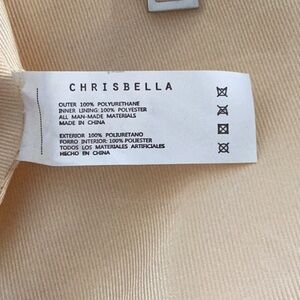 CHRISBELLA
OUTER 100% POLYURETHANE
INNER LINING: 100% POLYESTER
ALL MAN-MADE MATERIALS
MADE IN CHINA
EXTERIOR 100% POLIURETANO
FORRO INTERIOR: 100% POLIESTER
TODOS LOS MATERIALES ARTIFICALES
HECHO EN CHINA